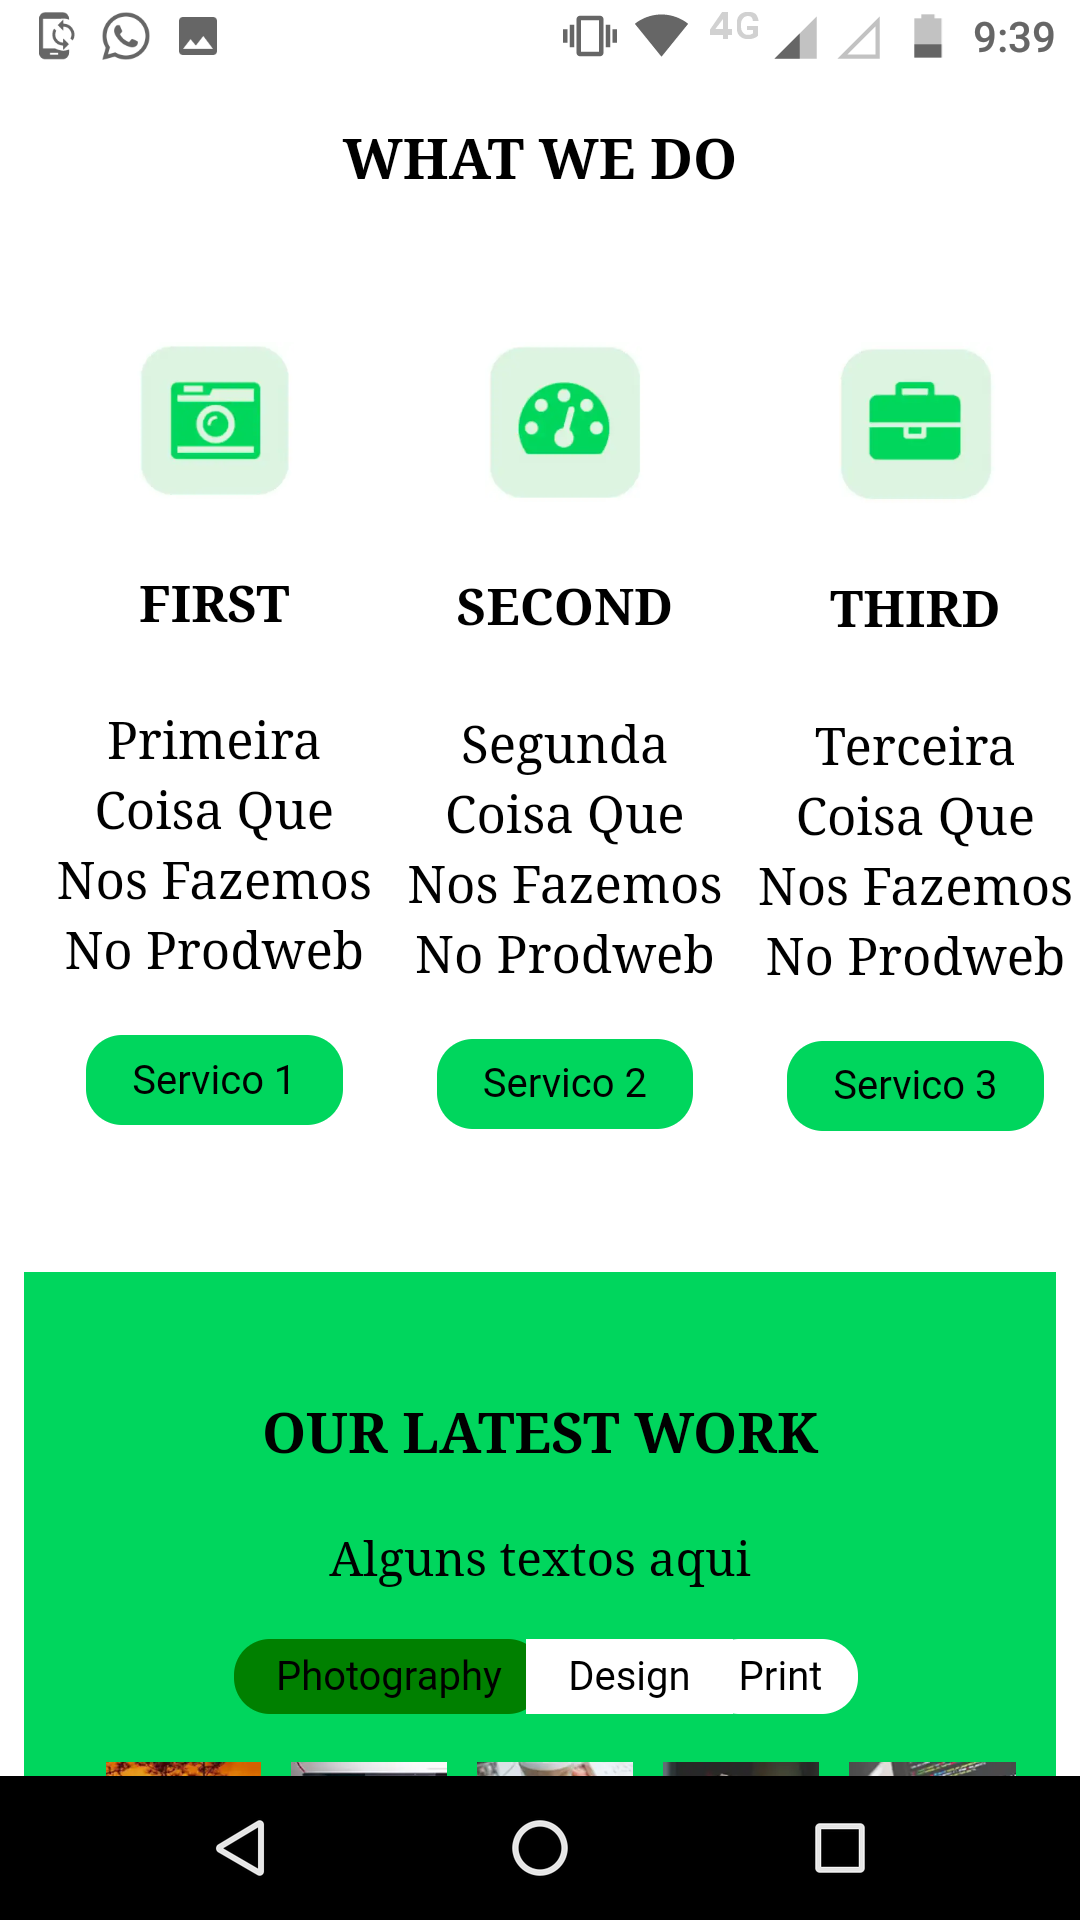 4G 9:39
WHAT WE DO
FIRST
SECOND
THIRD
Primeira
Coisa Que
Nos Fazemos
No Prodweb
Segunda
Coisa Que
Nos Fazemos
No Prodweb
Terceira
Coisa Que
Nos Fazemos
No Prodweb
Servico 1
Servico 2
Servico 3
OUR LATEST WORK
Alguns textos aqui
Photography Design Print